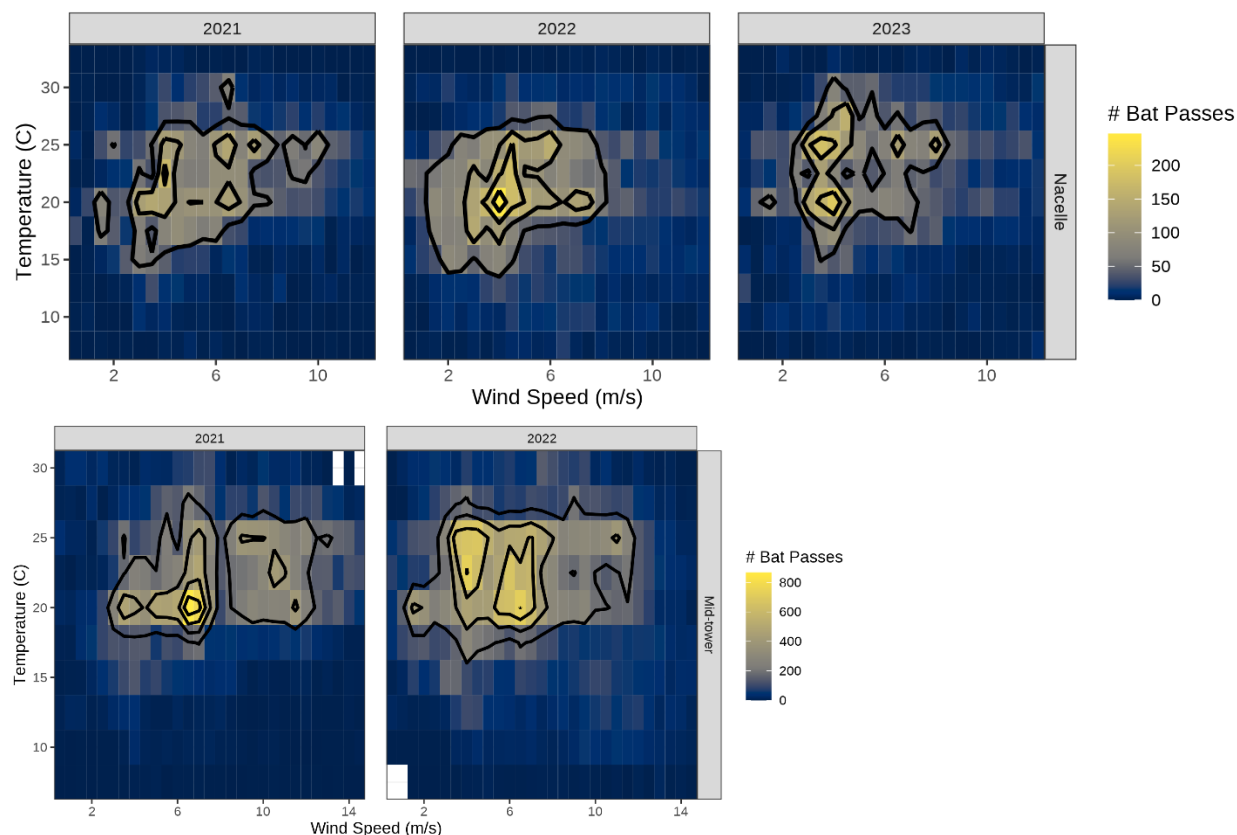 2021 2022 2023
Temperature (C)
30
25
20
15
10
Nacelle
# Bat Passes
200
150
100
50
0
2 6 10 2 6 10 2 6 10
Wind Speed (m/s)
2021 2022
Temperature (C)
30
25
20
15
10
Mid-tower
# Bat Passes
800
600
400
200
0
2 6 10 14 2 6 10 14
Wind Speed (m/s)